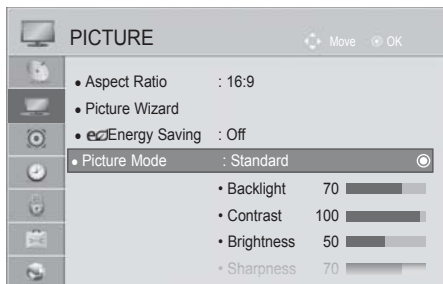 PICTURE Move OK
• Aspect Ratio : 16:9
• Picture Wizard
• eco Energy Saving : Off
• Picture Mode : Standard
• Backlight 70
• Contrast 100
• Brightness 50
• Sharpness 70